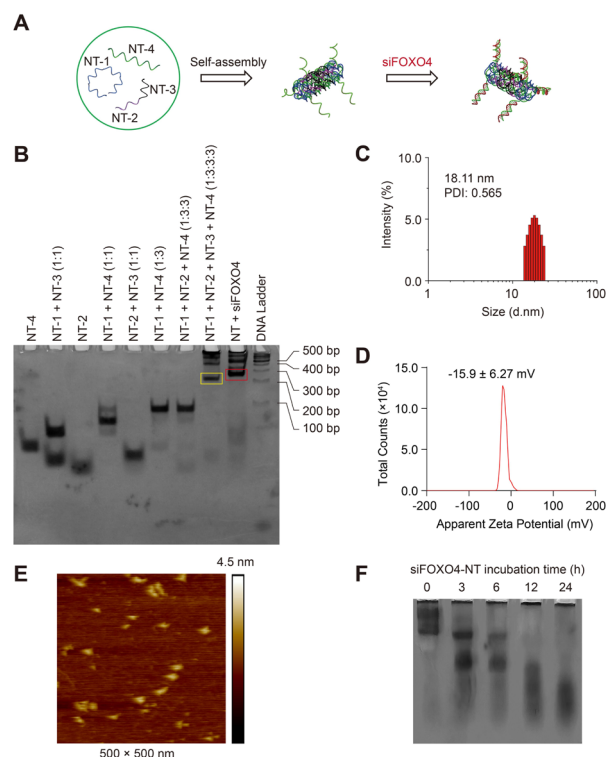 A
NT-4
NT-1
NT-3
NT-2
Self-assembly
siFOXO4
B
NT-4
NT-1 + NT-3 (1:1)
NT-2
NT-1 + NT-4 (1:1)
NT-2 + NT-3 (1:1)
NT-1 + NT-4 (1:3)
NT-1 + NT-2 + NT-4 (1:3:3)
NT-1 + NT-2 + NT-3 + NT-4 (1:3:3:3)
NT + siFOXO4
DNA Ladder
500 bp
400 bp
300 bp
200 bp
100 bp
C
18.11 nm
PDI: 0.565
Intensity (%)
10.0
5.0
0.0
1 10 100
Size (d.nm)
D
-15.9 ± 6.27 mV
Total Counts (×10⁴)
15.0
10.0
5.0
0.0
-200 -100 0 100 200
Apparent Zeta Potential (mV)
E
4.5 nm
0.0
500 × 500 nm
F
siFOXO4-NT incubation time (h)
0 3 6 12 24